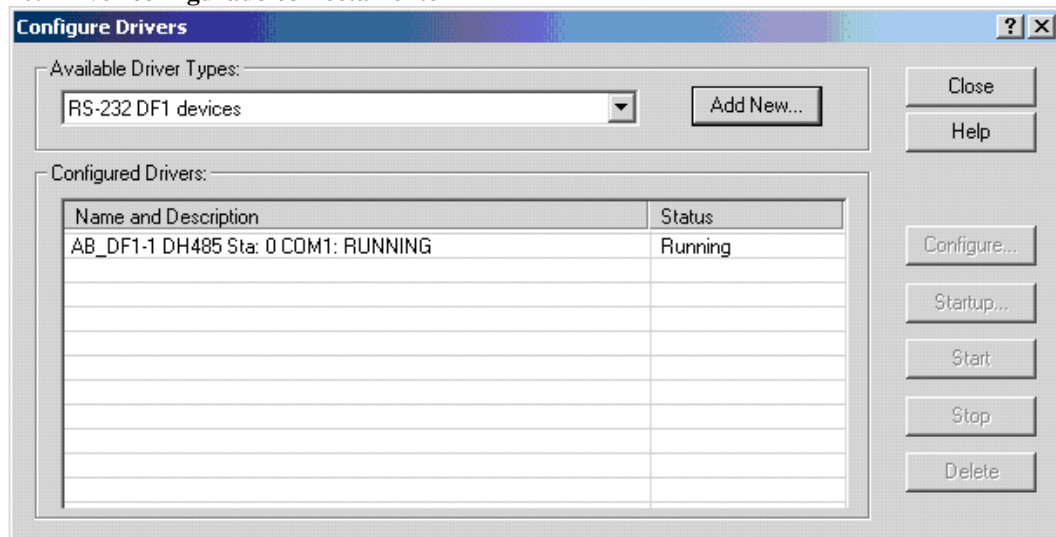 Configure Drivers
Available Driver Types:
RS-232 DF1 devices
Add New...
Close
Help
Configured Drivers:
Name and Description
Status
AB_DF1-1 DH485 Sta: 0 COM1: RUNNING
Running
Configure...
Startup...
Start
Stop
Delete